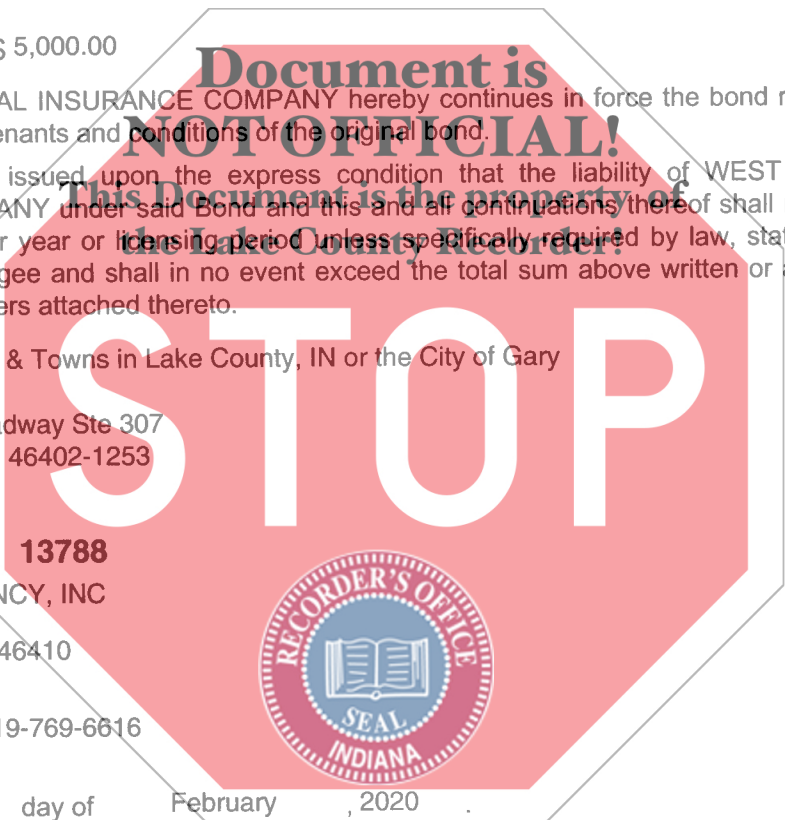 $ 5,000.00
Document is
AL INSURANCE COMPANY hereby continues in force the bond
enants and conditions of the original bond.
NOT OFFICIAL!
issued upon the express condition that the liability of WEST
This Document is the property of
ANY under said Bond and this and all continuations thereof shall
the Lake County Recorder!
r year or licensing period unless specifically required by law, stat
gee and shall in no event exceed the total sum above written or a
ers attached thereto.
STOP
& Towns in Lake County, IN or the City of Gary
adway Ste 307
46402-1253
13788
NCY, INC
RECORDER'S OFFICE
46410
SEAL
INDIANA
19-769-6616
day of February , 2020 .